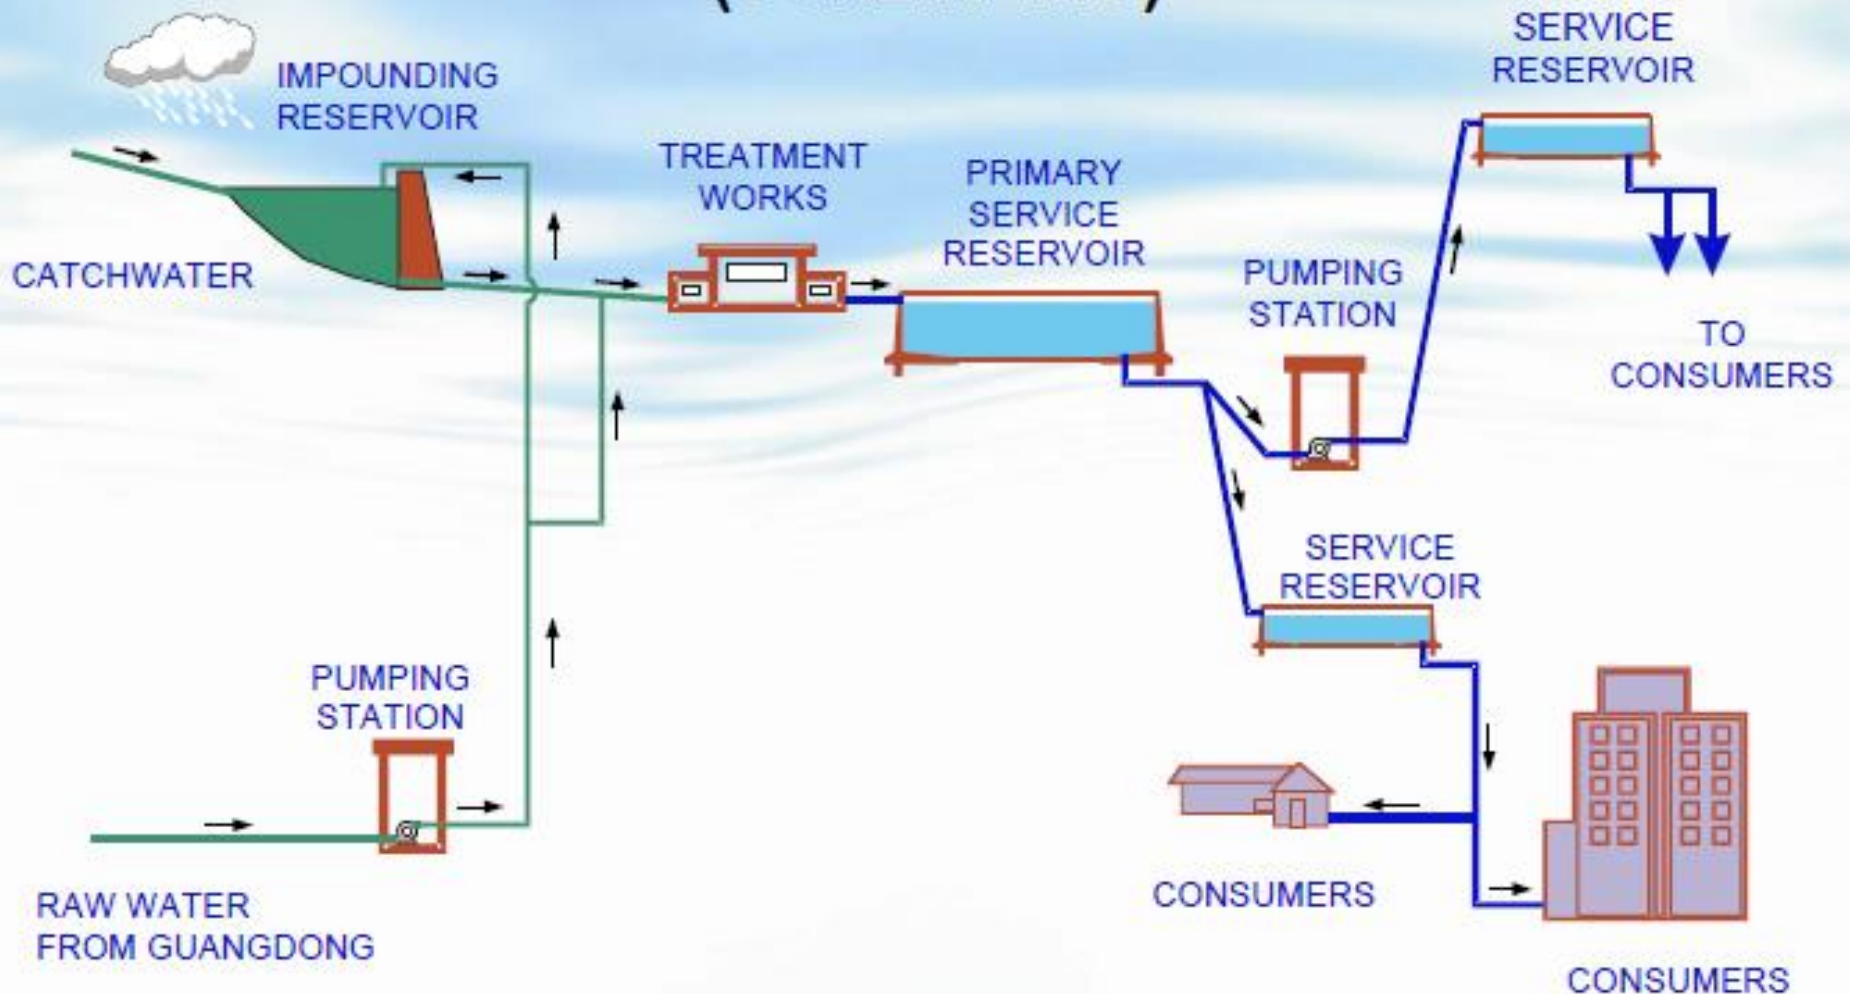 SERVICE
RESERVOIR
IMPOUNDING
RESERVOIR
TREATMENT
WORKS
PRIMARY
SERVICE
RESERVOIR
CATCHWATER
PUMPING
STATION
TO
CONSUMERS
SERVICE
RESERVOIR
PUMPING
STATION
RAW WATER
FROM GUANGDONG
CONSUMERS
CONSUMERS